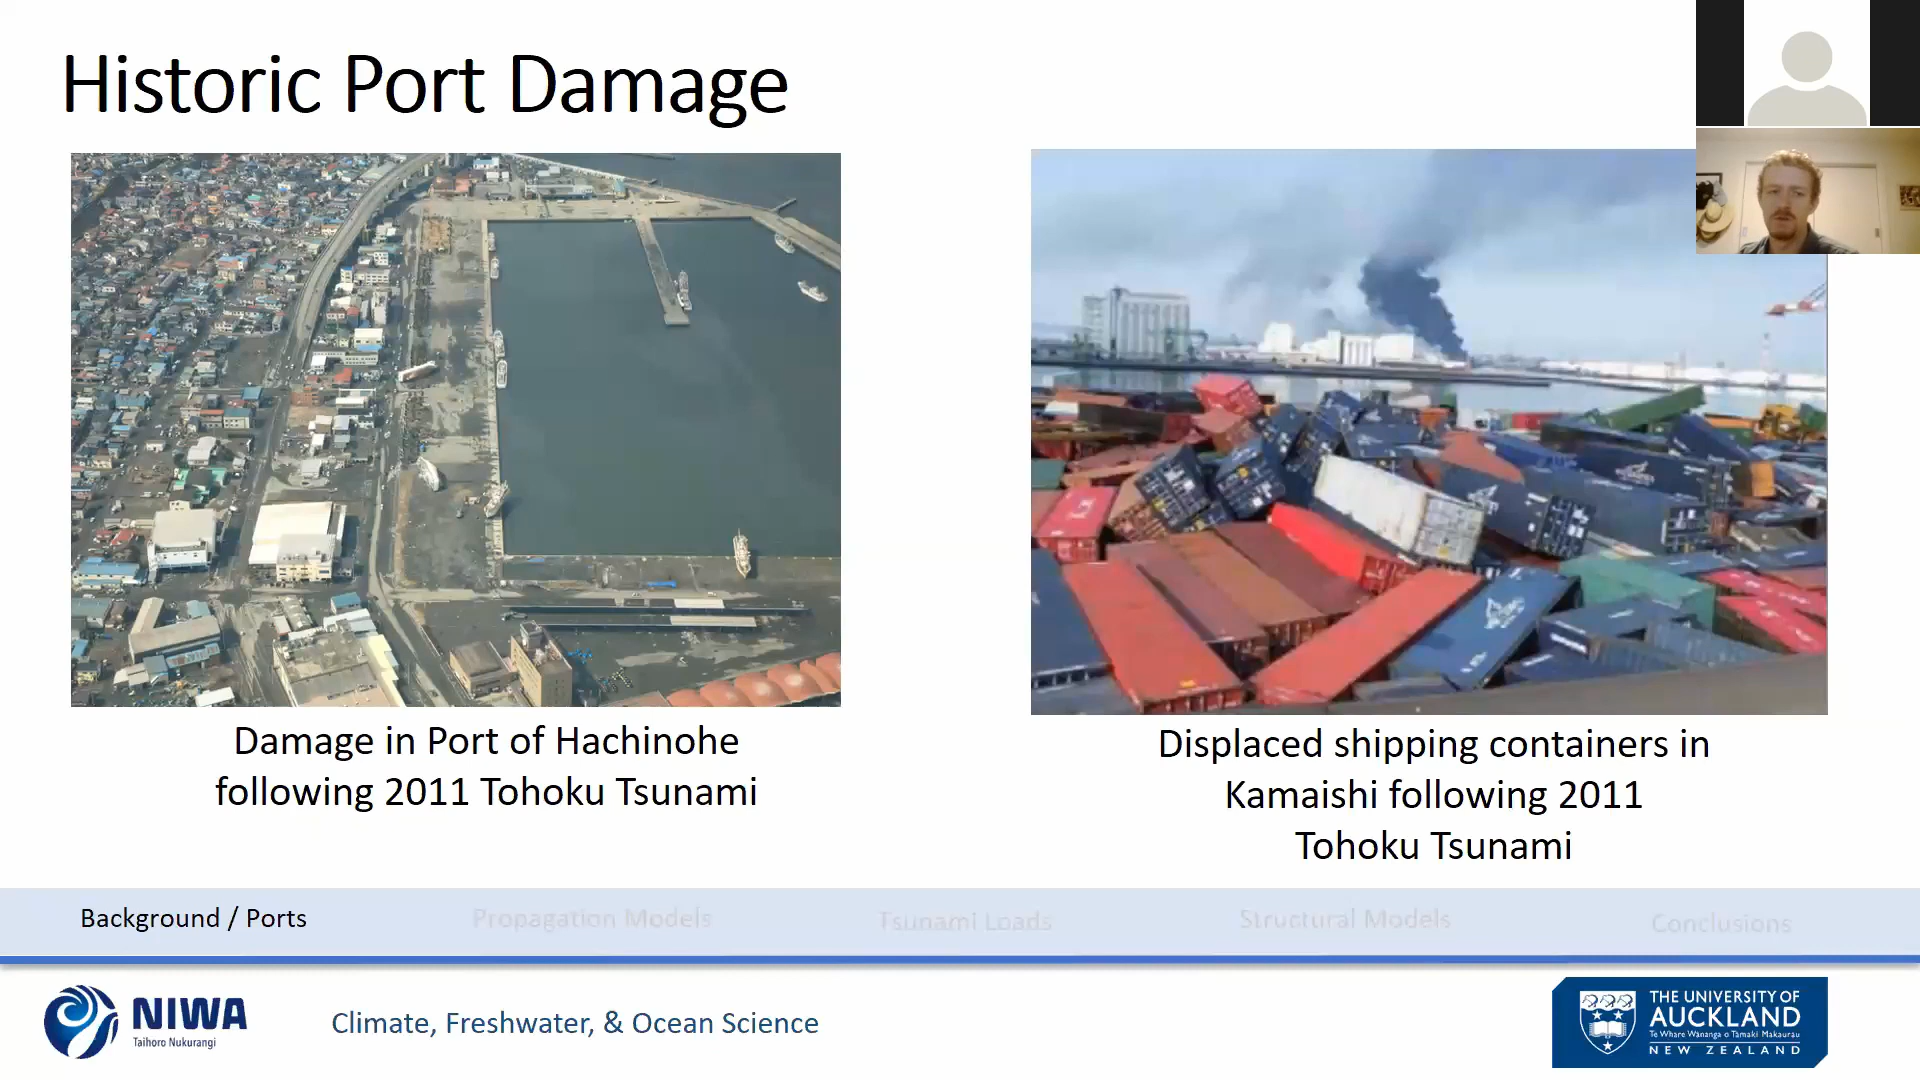 Historic Port Damage
Damage in Port of Hachinohe
following 2011 Tohoku Tsunami
Displaced shipping containers in
Kamaishi following 2011
Tohoku Tsunami
Background / Ports
Propagation Models
Tsunami Loads
Structural Models
Conclusions
NIWA
Taihoro Nukurangi
Climate, Freshwater, & Ocean Science
THE UNIVERSITY OF
AUCKLAND
Te Whare Wānanga o Tāmaki Makaurau
NEW ZEALAND